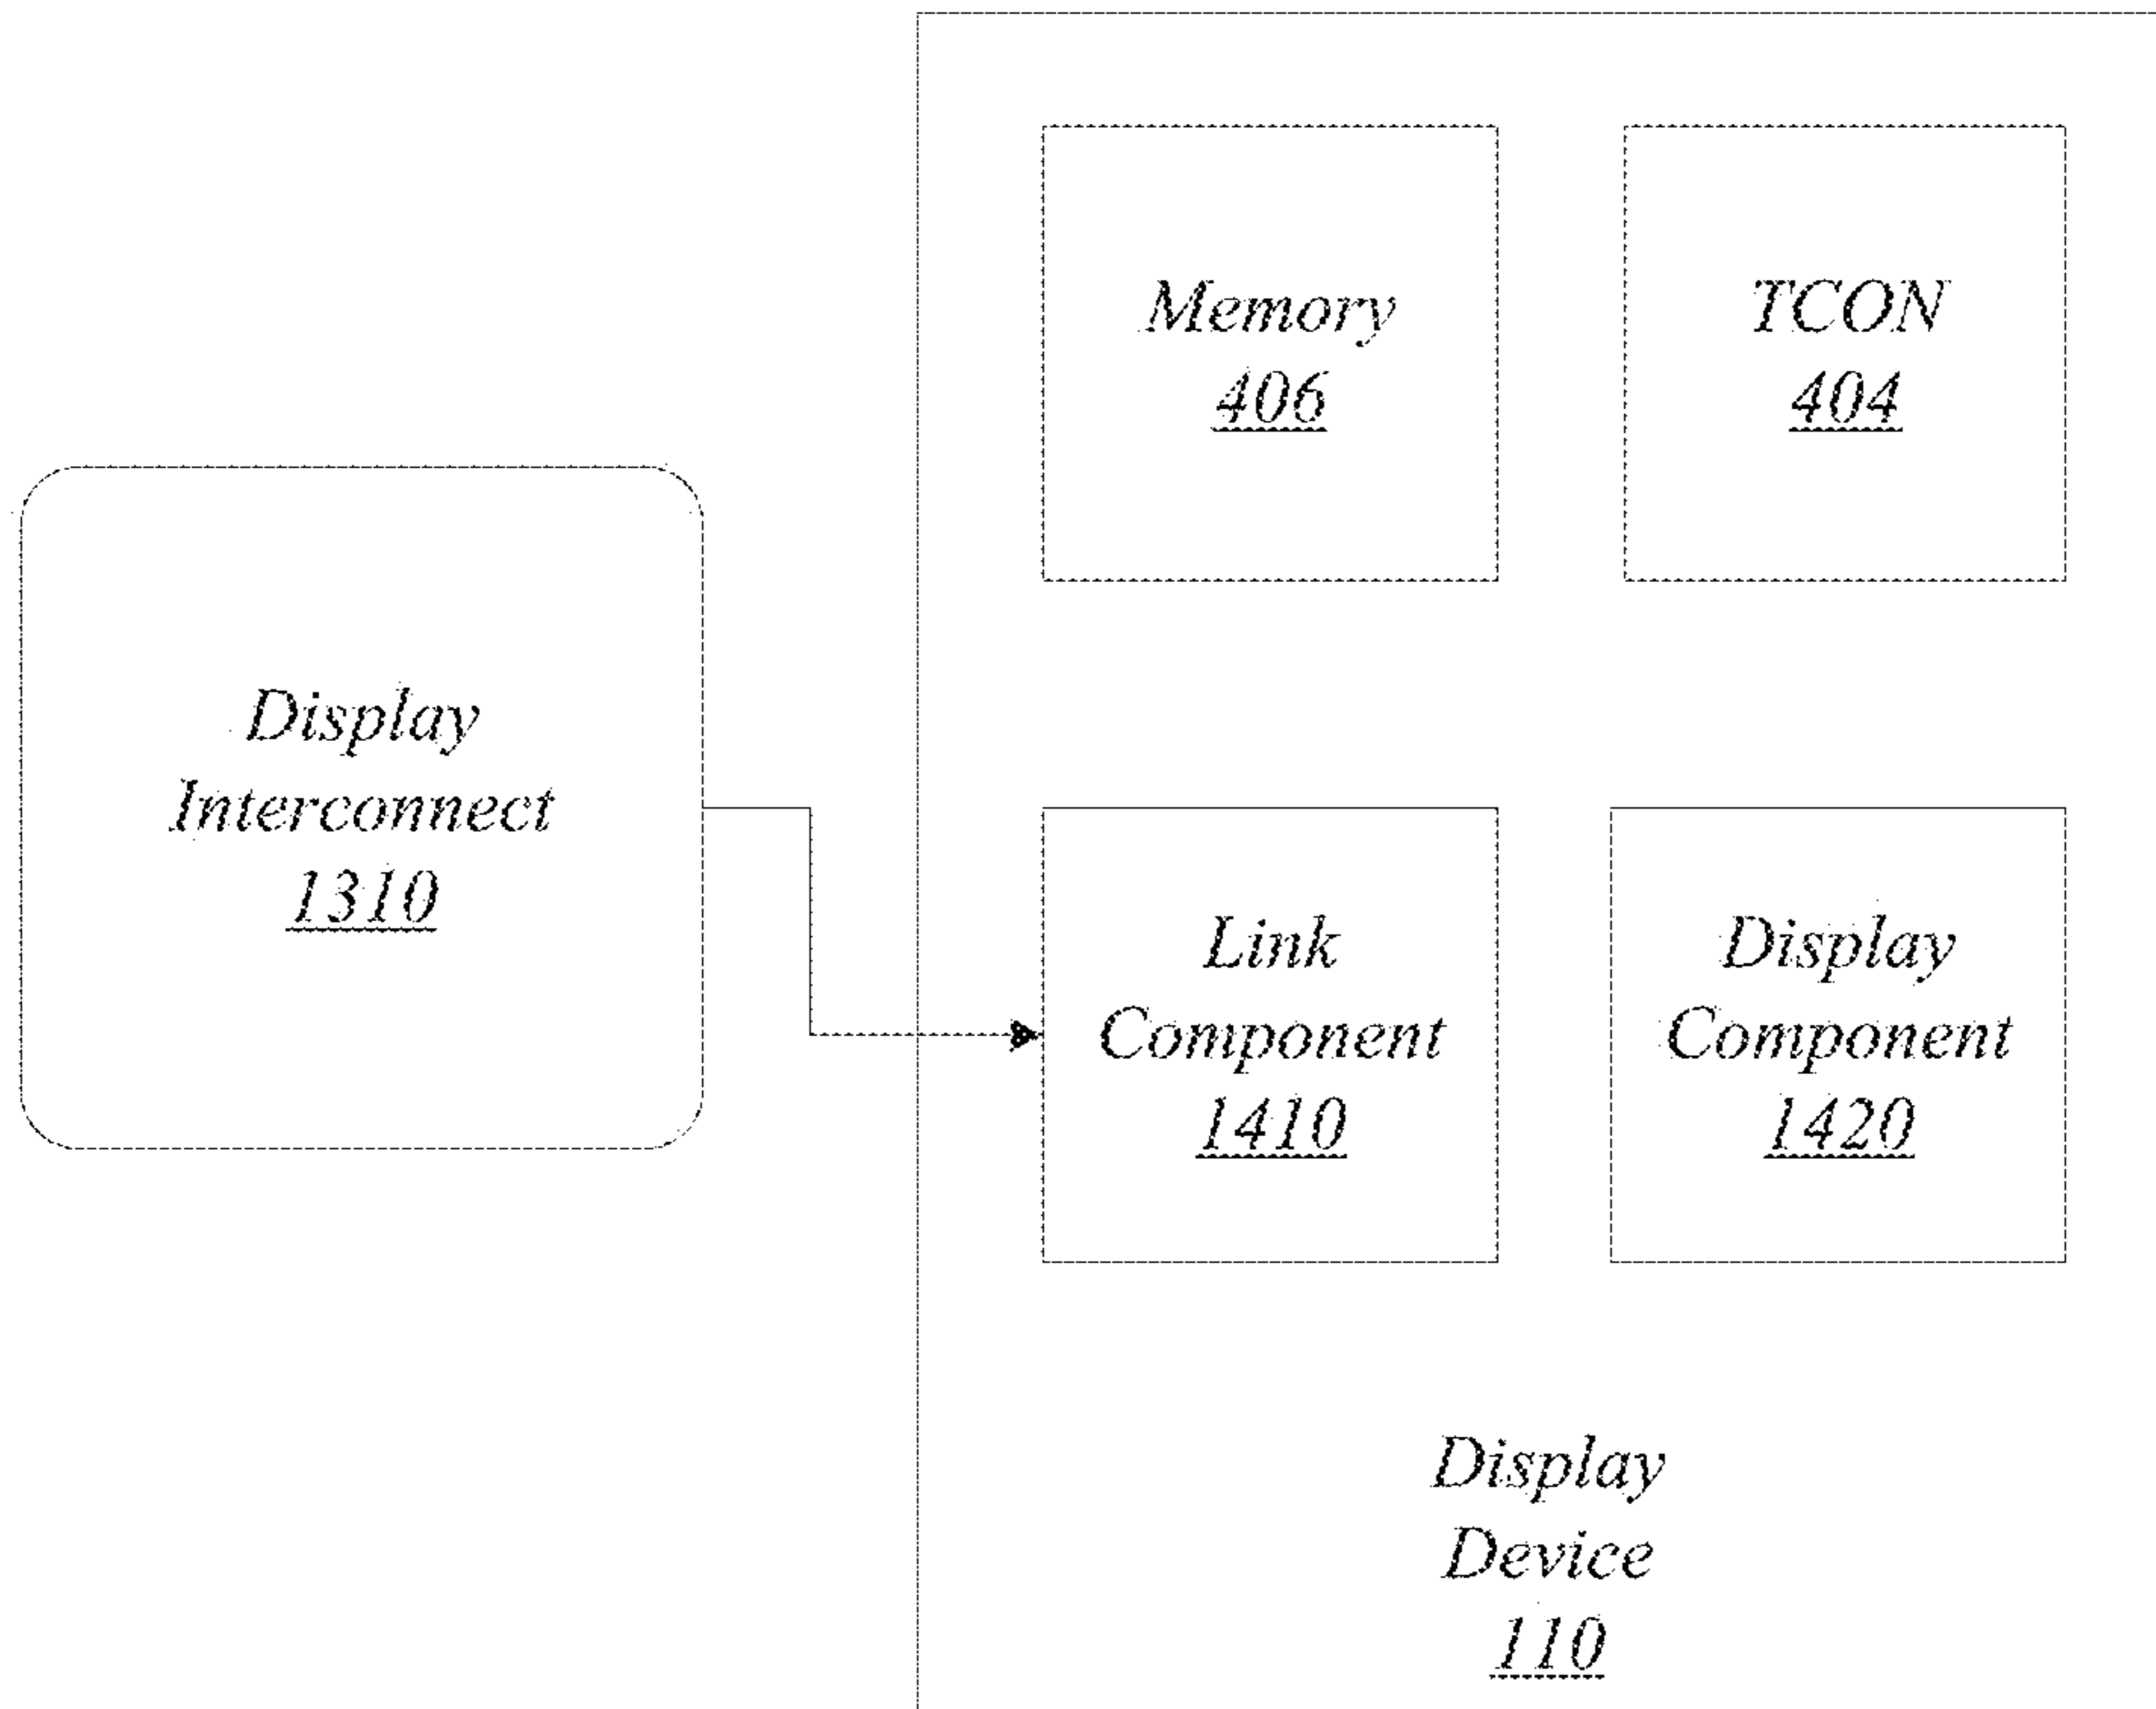 Memory
406
TCON
404
Display
Interconnect
1310
Link
Component
1410
Display
Component
1420
Display
Device
110